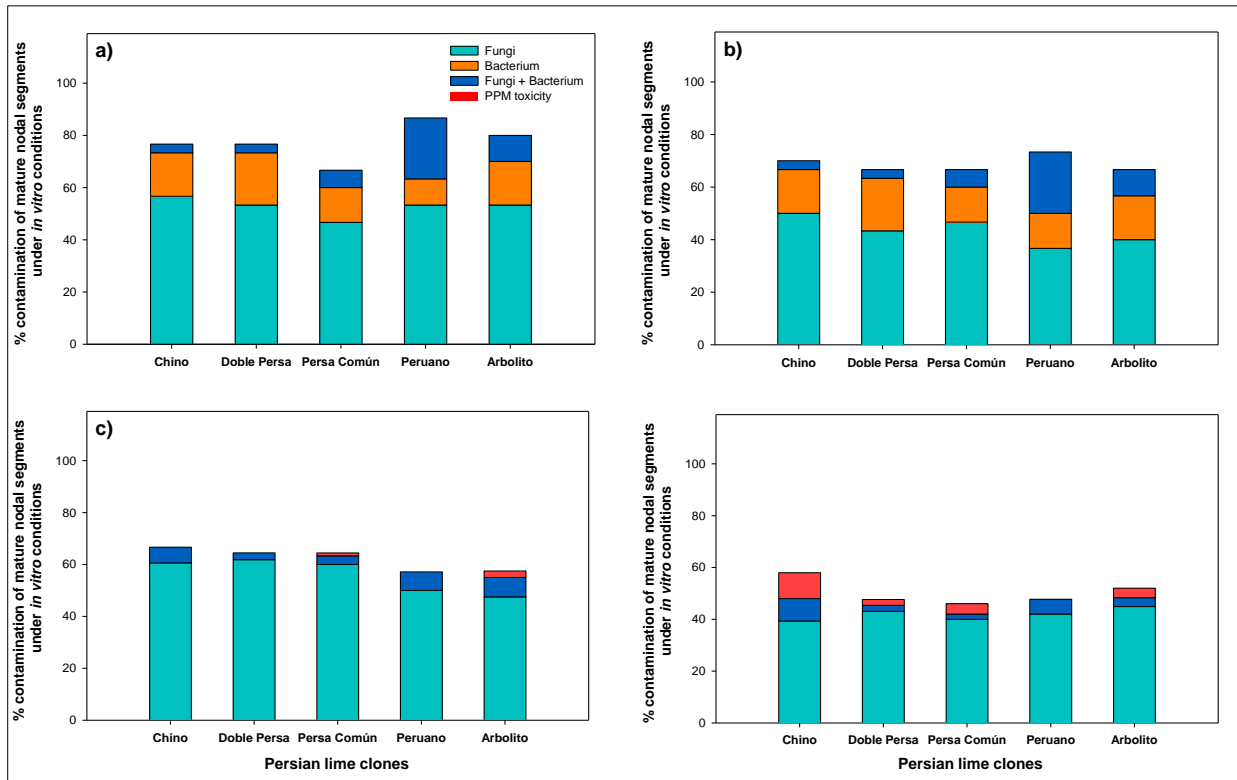 a)
Fungi
Bacterium
Fungi + Bacterium
PPM toxicity
% contamination of mature nodal segments
under in vitro conditions
100
80
60
40
20
0
Chino Doble Persa Persa Común Peruano Arbolito
b)
% contamination of mature nodal segments
under in vitro conditions
100
80
60
40
20
0
Chino Doble Persa Persa Común Peruano Arbolito
c)
% contamination of mature nodal segments
under in vitro conditions
100
80
60
40
20
0
Chino Doble Persa Persa Común Peruano Arbolito
Persian lime clones
% contamination of mature nodal segments
under in vitro conditions
100
80
60
40
20
0
Chino Doble Persa Persa Común Peruano Arbolito
Persian lime clones